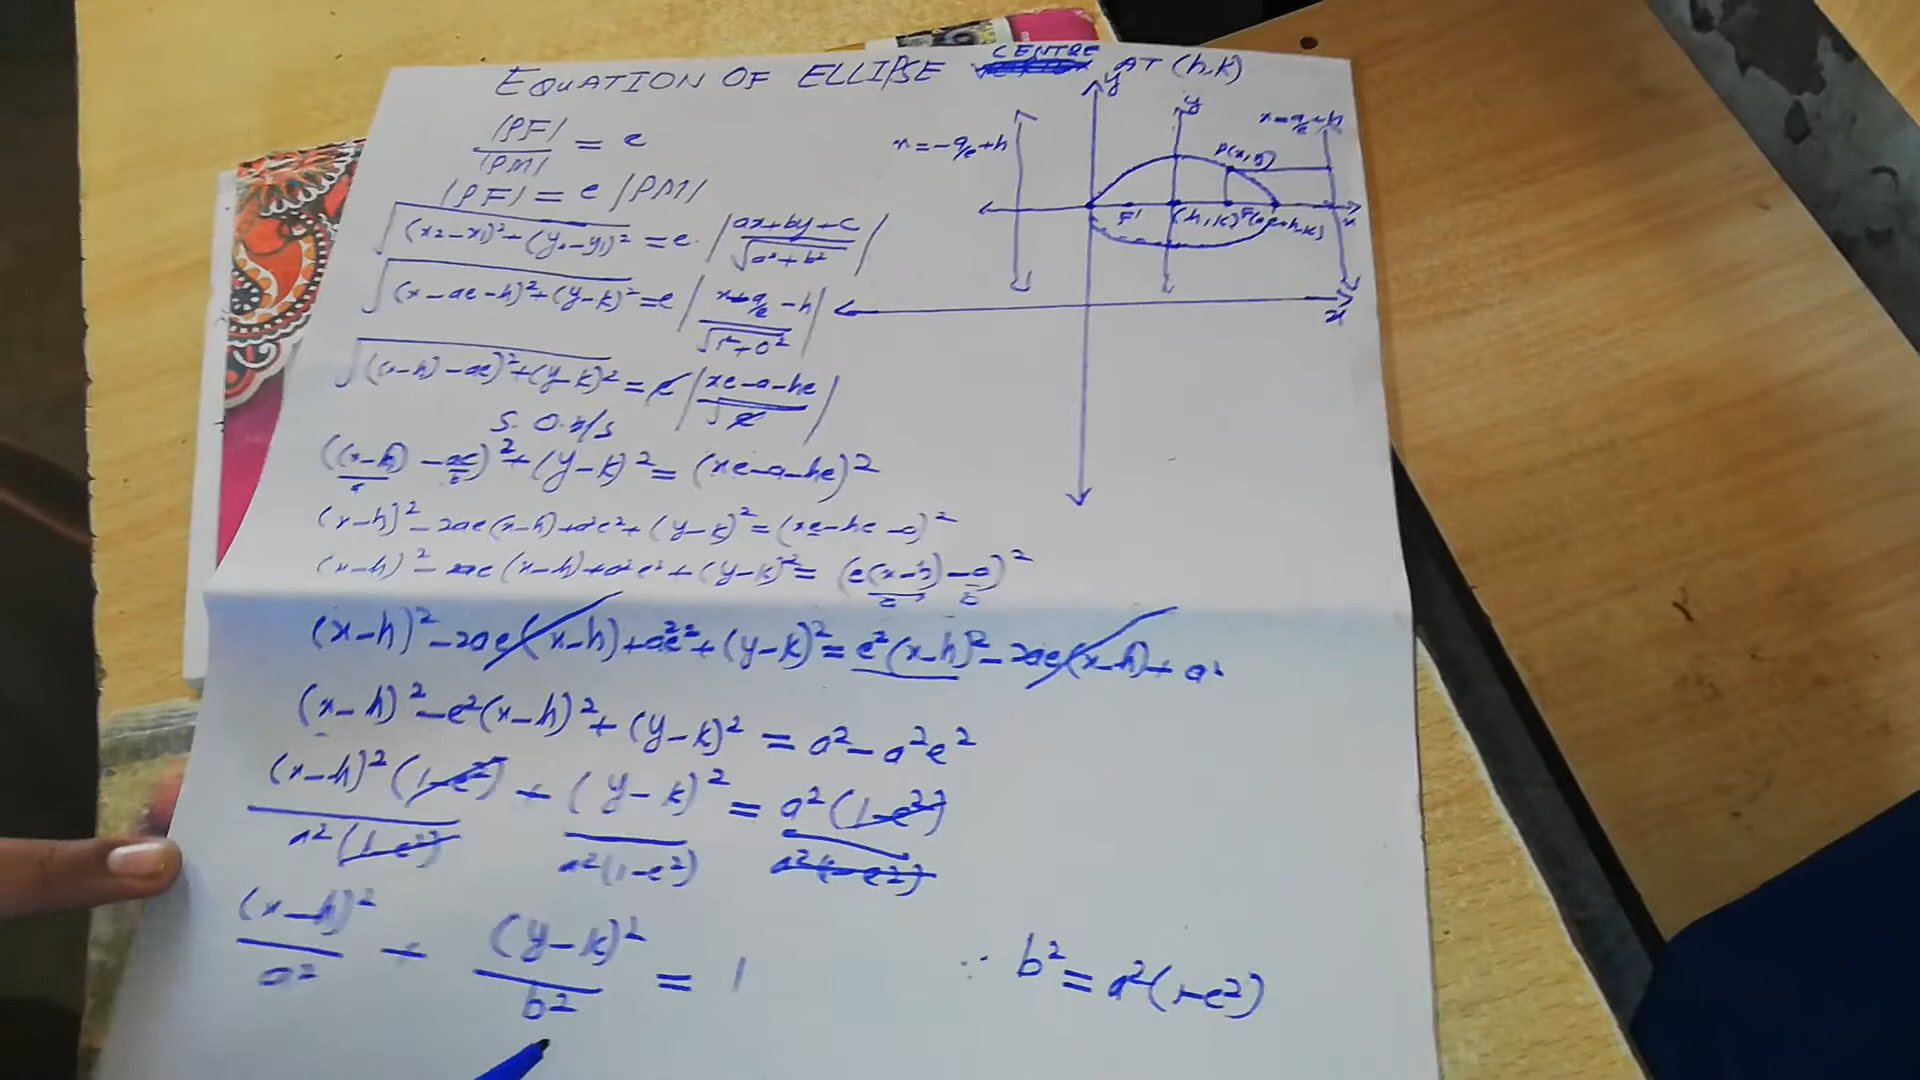 EQUATION OF ELLIPSE CENTRE AT (h,k)
|PF|/|PM| = e
|PF| = e |PM|
√((x2-x1)²+(y2-y1)²) = e. |ax+by+c/√(a²+b²)|
√((x-ae-h)²+(y-k)²) = e |x-a/e-h/√(1²+0²)|
√((x-h)-ae)²+(y-k)² = e |xe-a-he/√e|
S. O. B/S
((x-h) - ae)²+(y-k)² = (xe-a-he)²
(x-h)² - 2ae(x-h)+a²e²+(y-k)² = (xe-he-a)²
(x-h)² - 2ae(x-h)+a²e²+(y-k)² = (e(x-h)-a)²
(x-h)² - 2ae(x-h)+a²e²+(y-k)² = e²(x-h)² - 2ae(x-h)+a²
(x-h)² - e²(x-h)² + (y-k)² = a² - a²e²
(x-h)²(1-e²)/a²(1-e²) + (y-k)²/a²(1-e²) = a²(1-e²)/a²(1-e²)
(x-h)²/a² + (y-k)²/b² = 1
∵ b² = a²(1-e²)
y
y
x = -a/e+h
x = a/e+h
P(x,y)
F'
(h,k)
F(ae+h,k)
x
x